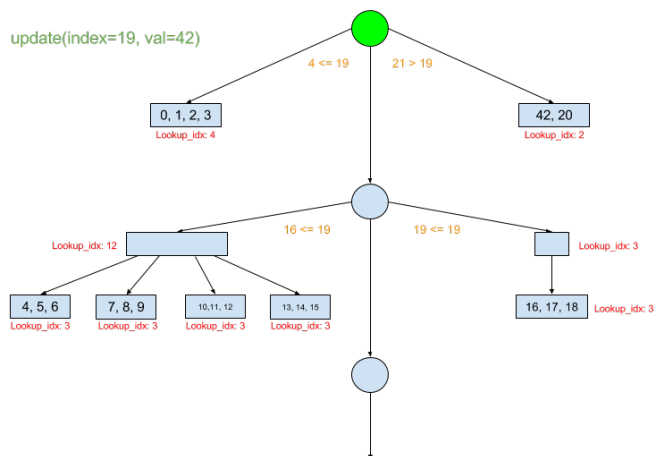 update(index=19, val=42)
4 <= 19
21 > 19
0, 1, 2, 3
Lookup_idx: 4
42, 20
Lookup_idx: 2
16 <= 19
19 <= 19
Lookup_idx: 12
Lookup_idx: 3
4, 5, 6
7, 8, 9
10,11, 12
13, 14, 15
16, 17, 18
Lookup_idx: 3
Lookup_idx: 3
Lookup_idx: 3
Lookup_idx: 3
Lookup_idx: 3